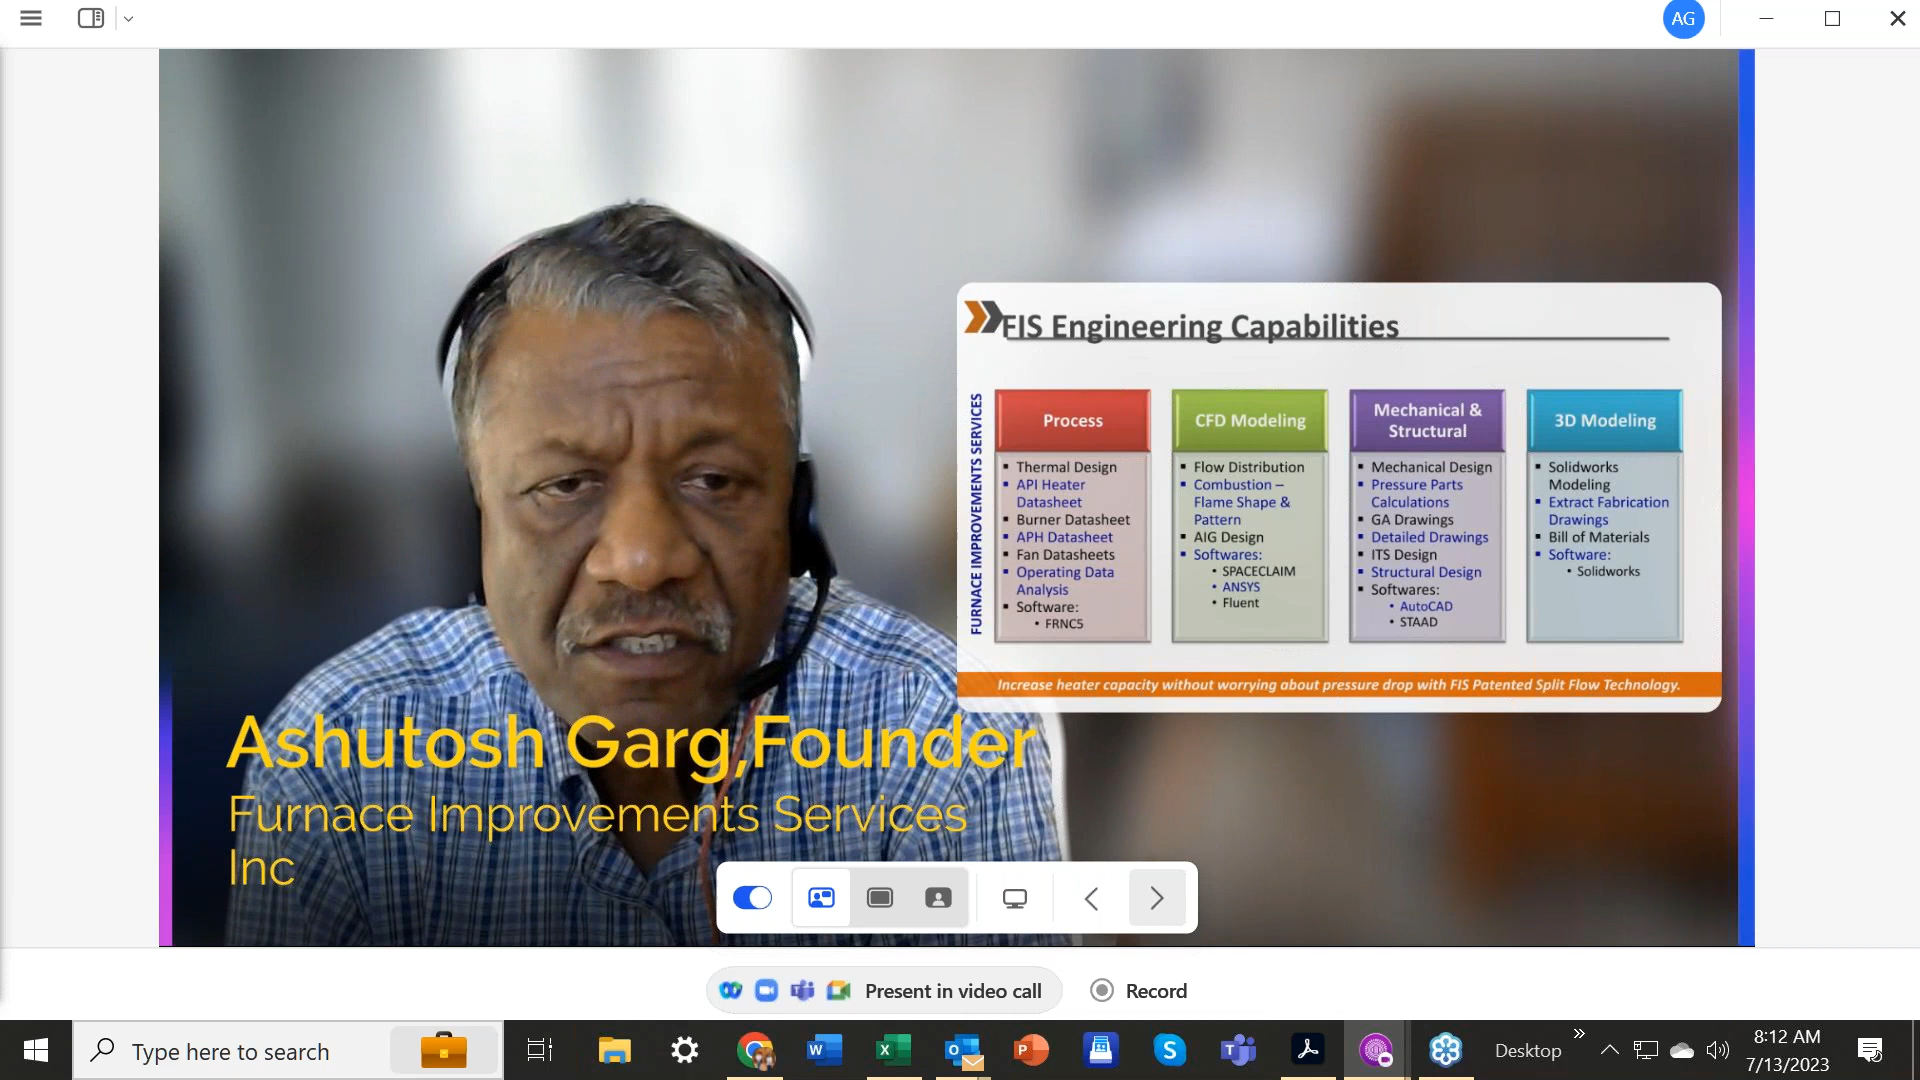 AG
FIS Engineering Capabilities
FURNACE IMPROVEMENTS SERVICES
Process
Thermal Design
API Heater
Datasheet
Burner Datasheet
APH Datasheet
Fan Datasheets
Operating Data
Analysis
Software:
FRNC5
CFD Modeling
Flow Distribution
Combustion –
Flame Shape &
Pattern
AIG Design
Softwares:
SPACECLAIM
ANSYS
Fluent
Mechanical &
Structural
Mechanical Design
Pressure Parts
Calculations
GA Drawings
Detailed Drawings
ITS Design
Structural Design
Softwares:
AutoCAD
STAAD
3D Modeling
Solidworks
Modeling
Extract Fabrication
Drawings
Bill of Materials
Software:
Solidworks
Increase heater capacity without worrying about pressure drop with FIS Patented Split Flow Technology.
Ashutosh Garg,Founder
Furnace Improvements Services
Inc
Present in video call
Record
Type here to search
Desktop
8:12 AM
7/13/2023